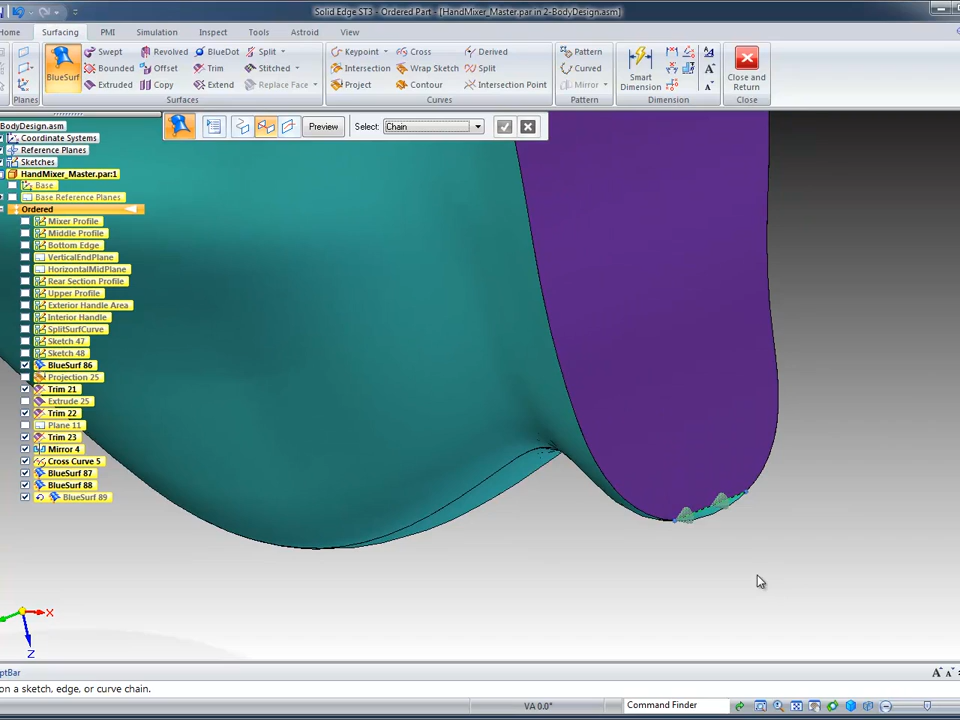 Solid Edge ST3 - Ordered Part - [HandMixer_Master.par in 2-BodyDesign.asm]
Home Surfacing PMI Simulation Inspect Tools Astroid View
Planes
BlueSurf
Swept Revolved BlueDot Split
Bounded Offset Trim Stitched
Extruded Copy Extend Replace Face
Surfaces
Keypoint Cross Derived
Intersection Wrap Sketch Split
Project Contour Intersection Point
Curves
Pattern
Curved
Mirror
Pattern
Smart Dimension
Dimension
Close and Return
Close
Preview Select: Chain
BodyDesign.asm
Coordinate Systems
Reference Planes
Sketches
HandMixer_Master.par:1
Base
Base Reference Planes
Ordered
Mixer Profile
Middle Profile
Bottom Edge
VerticalEndPlane
HorizontalMidPlane
Rear Section Profile
Upper Profile
Exterior Handle Area
Interior Handle
SplitSurfCurve
Sketch 47
Sketch 48
BlueSurf 86
Projection 25
Trim 21
Extrude 25
Trim 22
Plane 11
Trim 23
Mirror 4
Cross Curve 5
BlueSurf 87
BlueSurf 88
BlueSurf 89
X
Z
ptBar
on a sketch, edge, or curve chain.
VA 0.0° Command Finder